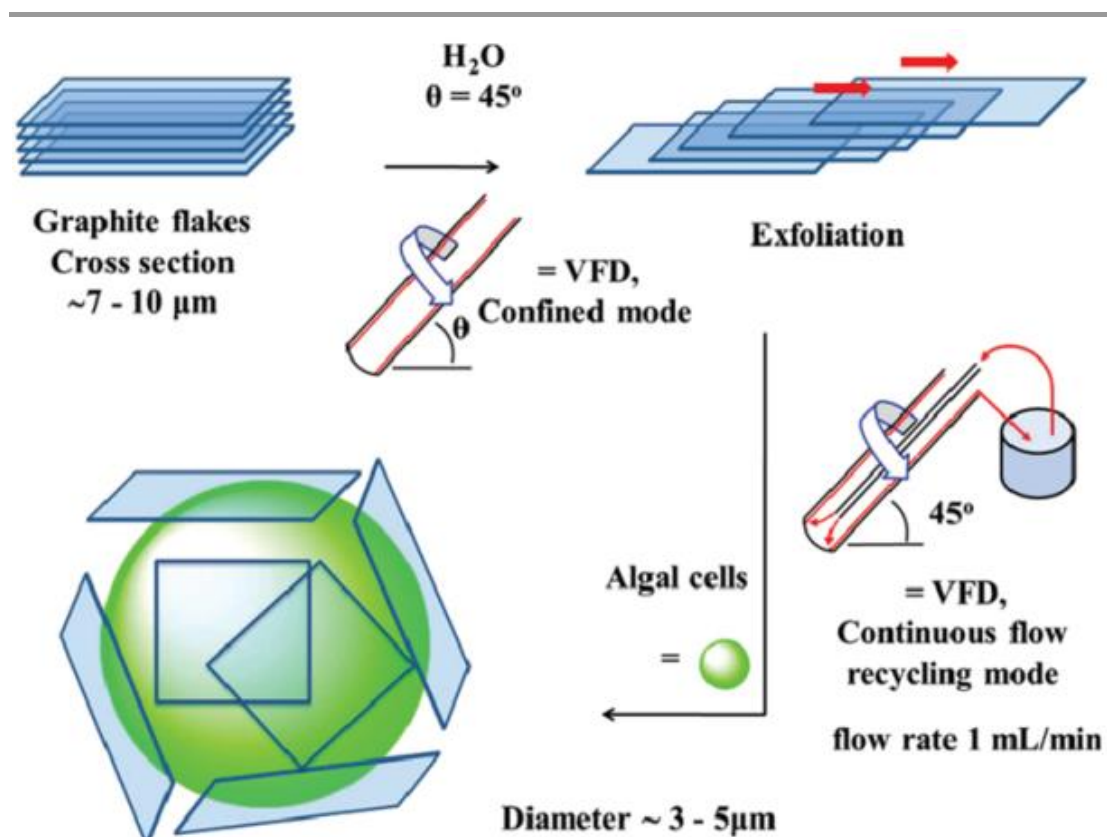 H₂O
θ = 45°
Graphite flakes
Cross section
~7 - 10 μm
θ
= VFD,
Confined mode
Exfoliation
45°
Algal cells
=
= VFD,
Continuous flow
recycling mode
flow rate 1 mL/min
Diameter ~ 3 - 5μm